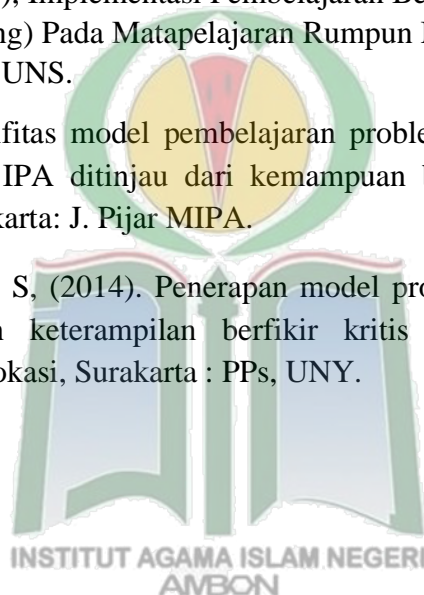 ), Implementasi Pembelajaran Be
ng) Pada Matapelajaran Rumpun
UNS.
fitas model pembelajaran proble
IPA ditinjau dari kemampuan
karta: J. Pijar MIPA.
S, (2014). Penerapan model pro
keterampilan berfikir kritis
okasi, Surakarta : PPs, UNY.
INSTITUT AGAMA ISLAM NEGERI
AMBON